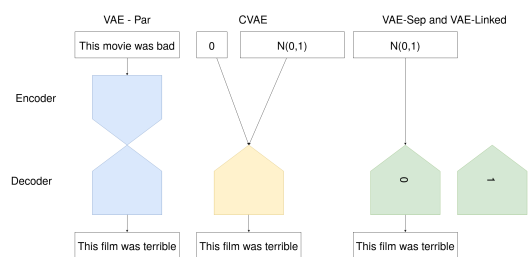 VAE - Par
CVAE
VAE-Sep and VAE-Linked
This movie was bad
0
N(0,1)
N(0,1)
Encoder
Decoder
0
1
This film was terrible
This film was terrible
This film was terrible